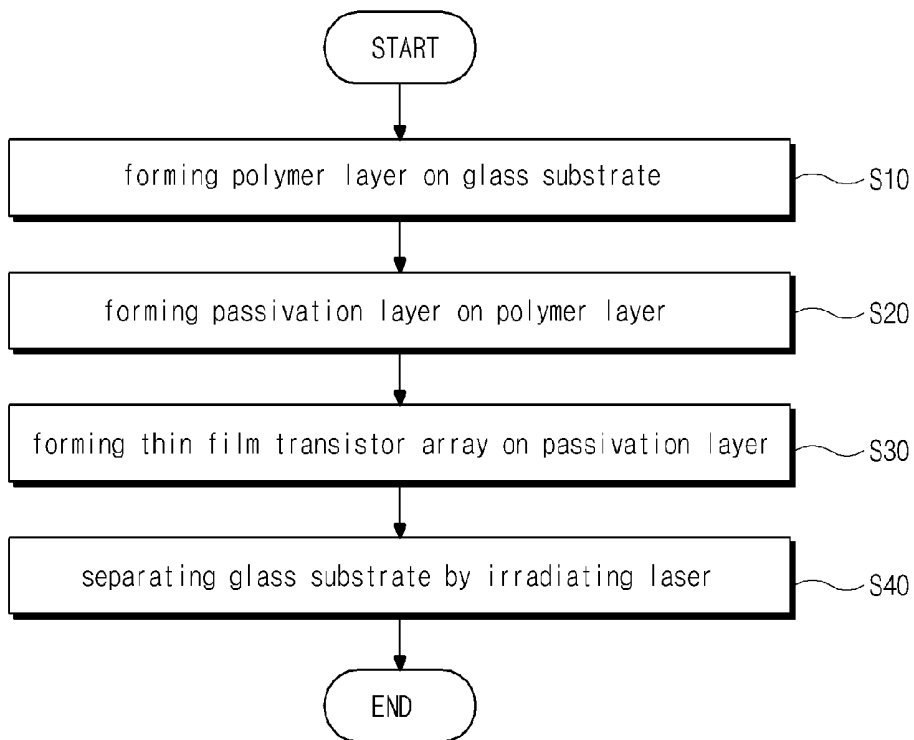 START
forming polymer layer on glass substrate
S10
forming passivation layer on polymer layer
S20
forming thin film transistor array on passivation layer
S30
separating glass substrate by irradiating laser
S40
END